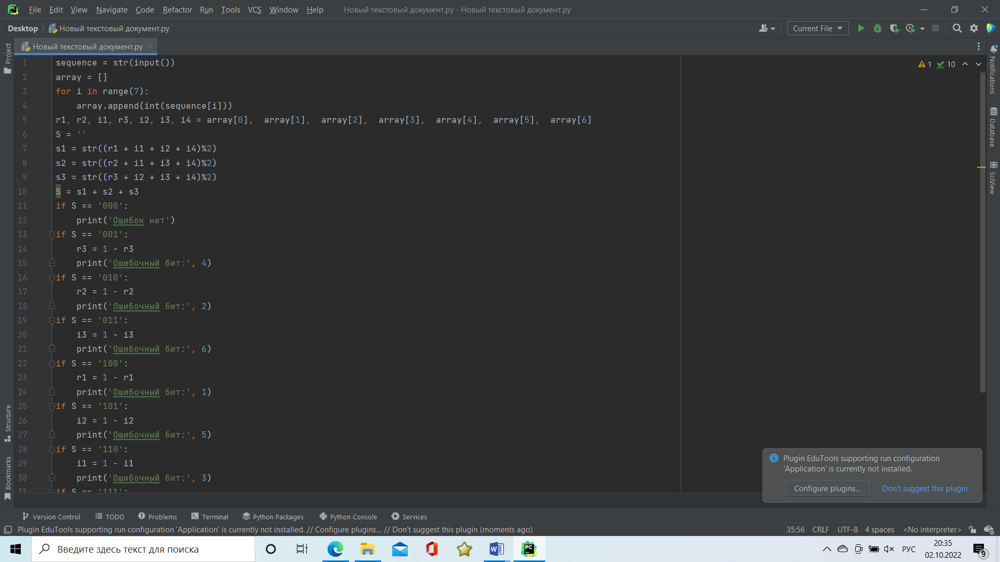 File Edit View Navigate Code Refactor Run Tools VCS Window Help Новый текстовый документ.py - Новый текстовый документ.py
Desktop Новый текстовый документ.py Current File
Новый текстовый документ.py
1 sequence = str(input())
2 array = []
3 for i in range(7):
4 array.append(int(sequence[i]))
5 r1, r2, i1, r3, i2, i3, i4 = array[0], array[1], array[2], array[3], array[4], array[5], array[6]
6 S = ''
7 s1 = str((r1 + i1 + i2 + i4)%2)
8 s2 = str((r2 + i1 + i3 + i4)%2)
9 s3 = str((r3 + i2 + i3 + i4)%2)
10 S = s1 + s2 + s3
11 if S == '000':
12 print('Ошибок нет')
13 if S == '001':
14 r3 = 1 - r3
15 print('Ошибочный бит:', 4)
16 if S == '010':
17 r2 = 1 - r2
18 print('Ошибочный бит:', 2)
19 if S == '011':
20 i3 = 1 - i3
21 print('Ошибочный бит:', 6)
22 if S == '100':
23 r1 = 1 - r1
24 print('Ошибочный бит:', 1)
25 if S == '101':
26 i2 = 1 - i2
27 print('Ошибочный бит:', 5)
28 if S == '110':
29 i1 = 1 - i1
30 print('Ошибочный бит:', 3)
31 if S == '111':
1 10
Project
Structure
Bookmarks
Notifications
Database
SciView
Plugin EduTools supporting run configuration
'Application' is currently not installed.
Configure plugins... Don't suggest this plugin
Version Control TODO Problems Terminal Python Packages Python Console Services
Plugin EduTools supporting run configuration 'Application' is currently not installed. // Configure plugins... // Don't suggest this plugin (moments ago) 35:56 CRLF UTF-8 4 spaces <No interpreter>
Введите здесь текст для поиска
РУС
20:35
02.10.2022
9